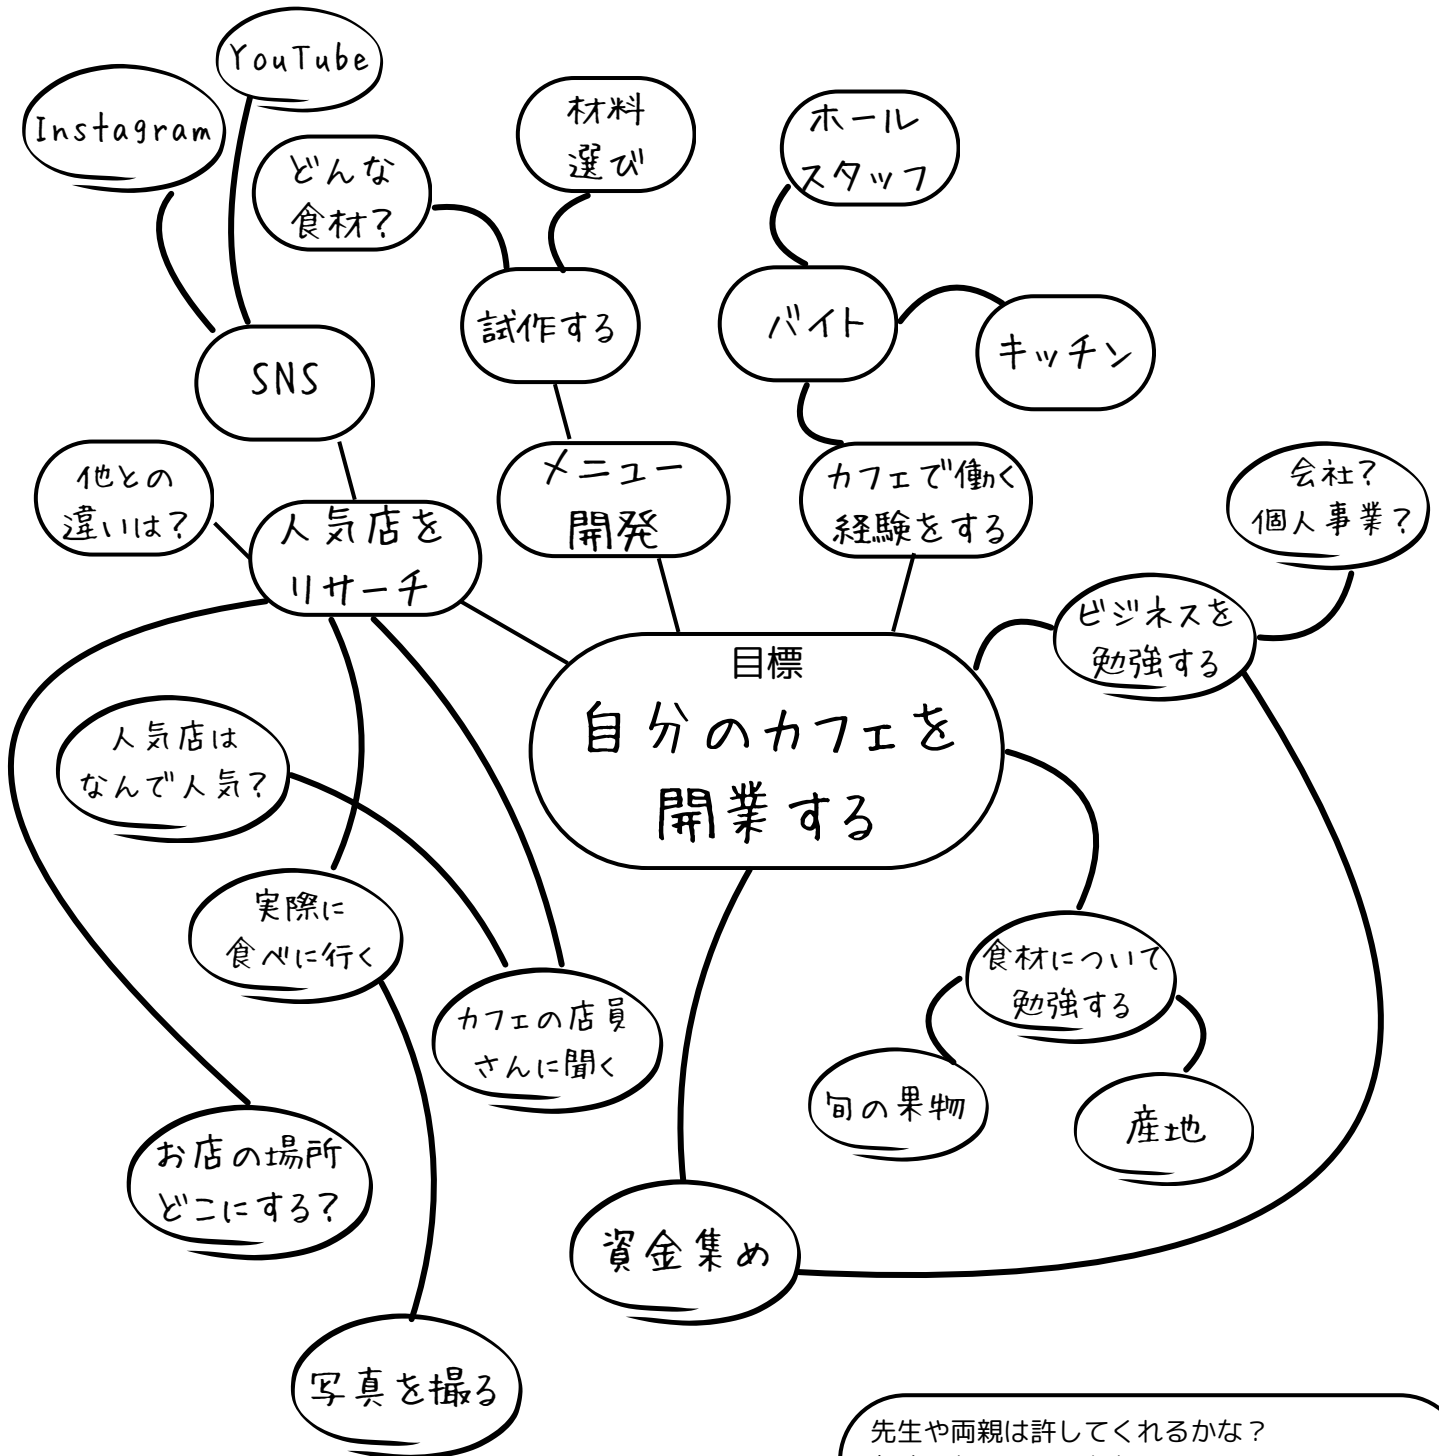 YouTube
Instagram
どんな
食材？
材料
選び
ホール
スタッフ
試作する
バイト
キッチン
SNS
他との
違いは？
人気店を
リサーチ
メニュー
開発
カフェで働く
経験をする
会社？
個人事業？
ビジネスを
勉強する
目標
自分のカフェを
開業する
人気店は
なんで人気？
実際に
食べに行く
カフェの店員
さんに聞く
食材について
勉強する
旬の果物
産地
お店の場所
どこにする？
資金集め
写真を撮る
先生や両親は許してくれるかな？